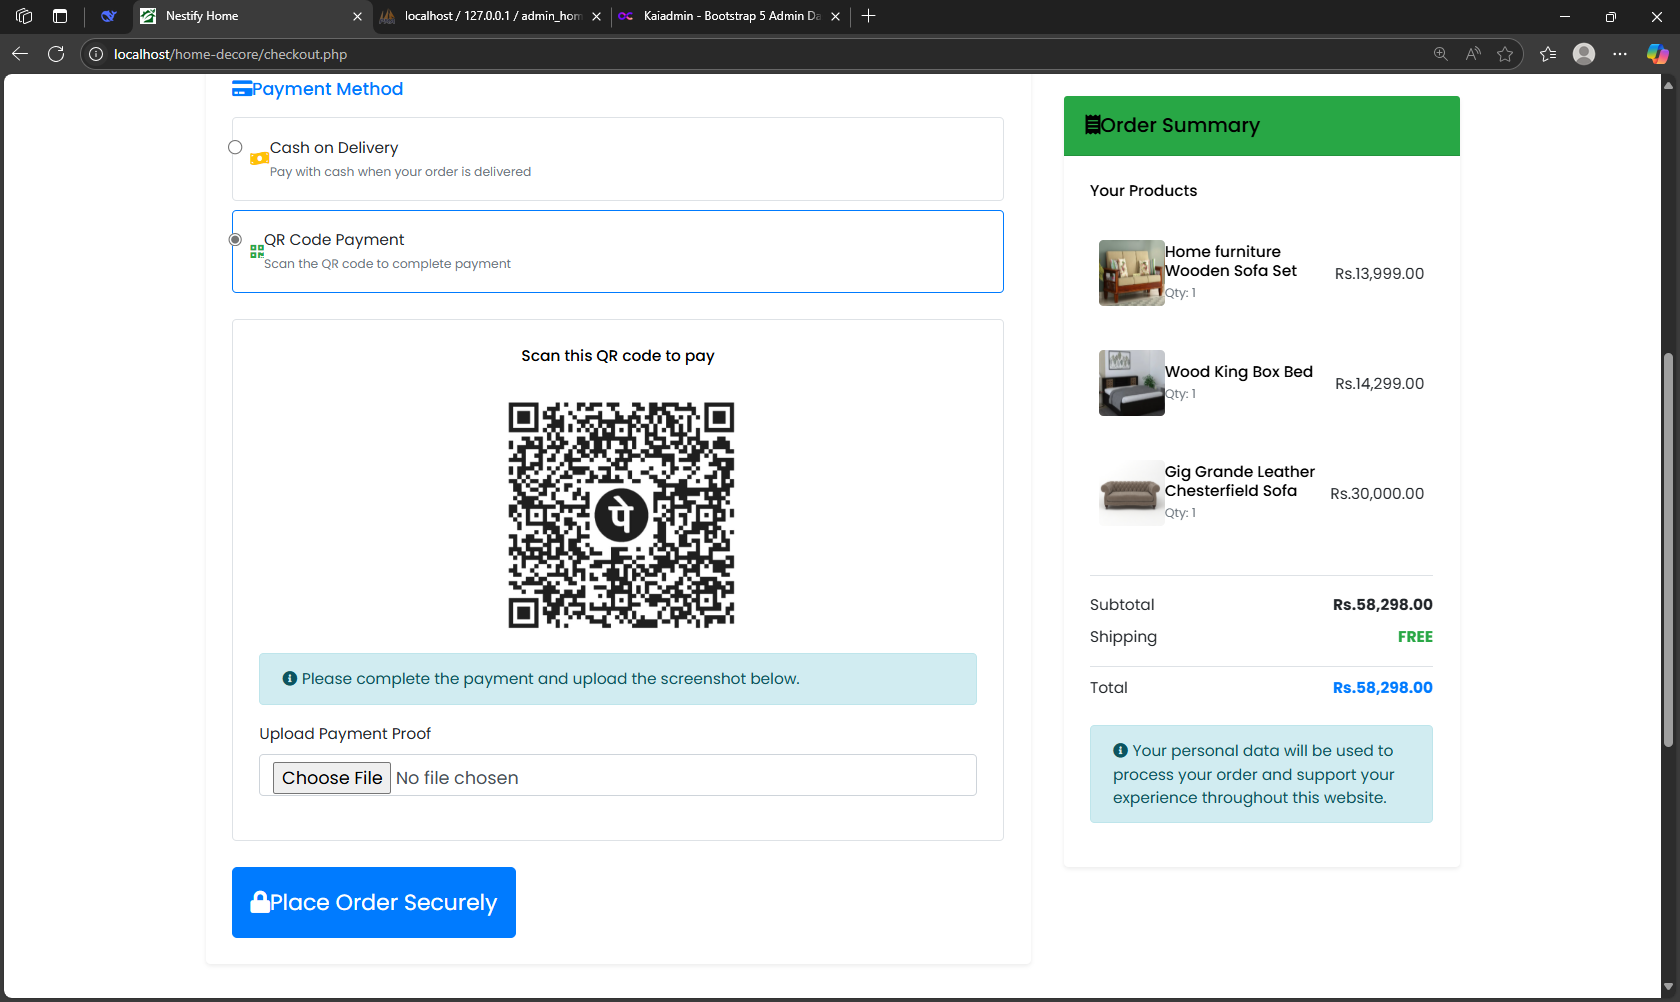 Nestify Home
localhost / 127.0.0.1 / admin_hom
Kaiadmin - Bootstrap 5 Admin Da
localhost/home-decore/checkout.php
Payment Method
Cash on Delivery
Pay with cash when your order is delivered
QR Code Payment
Scan the QR code to complete payment
Scan this QR code to pay
पे
Please complete the payment and upload the screenshot below.
Upload Payment Proof
Choose File No file chosen
Place Order Securely
Order Summary
Your Products
Home furniture
Wooden Sofa Set
Qty: 1
Rs.13,999.00
Wood King Box Bed
Qty: 1
Rs.14,299.00
Gig Grande Leather
Chesterfield Sofa
Qty: 1
Rs.30,000.00
Subtotal Rs.58,298.00
Shipping FREE
Total Rs.58,298.00
Your personal data will be used to
process your order and support your
experience throughout this website.